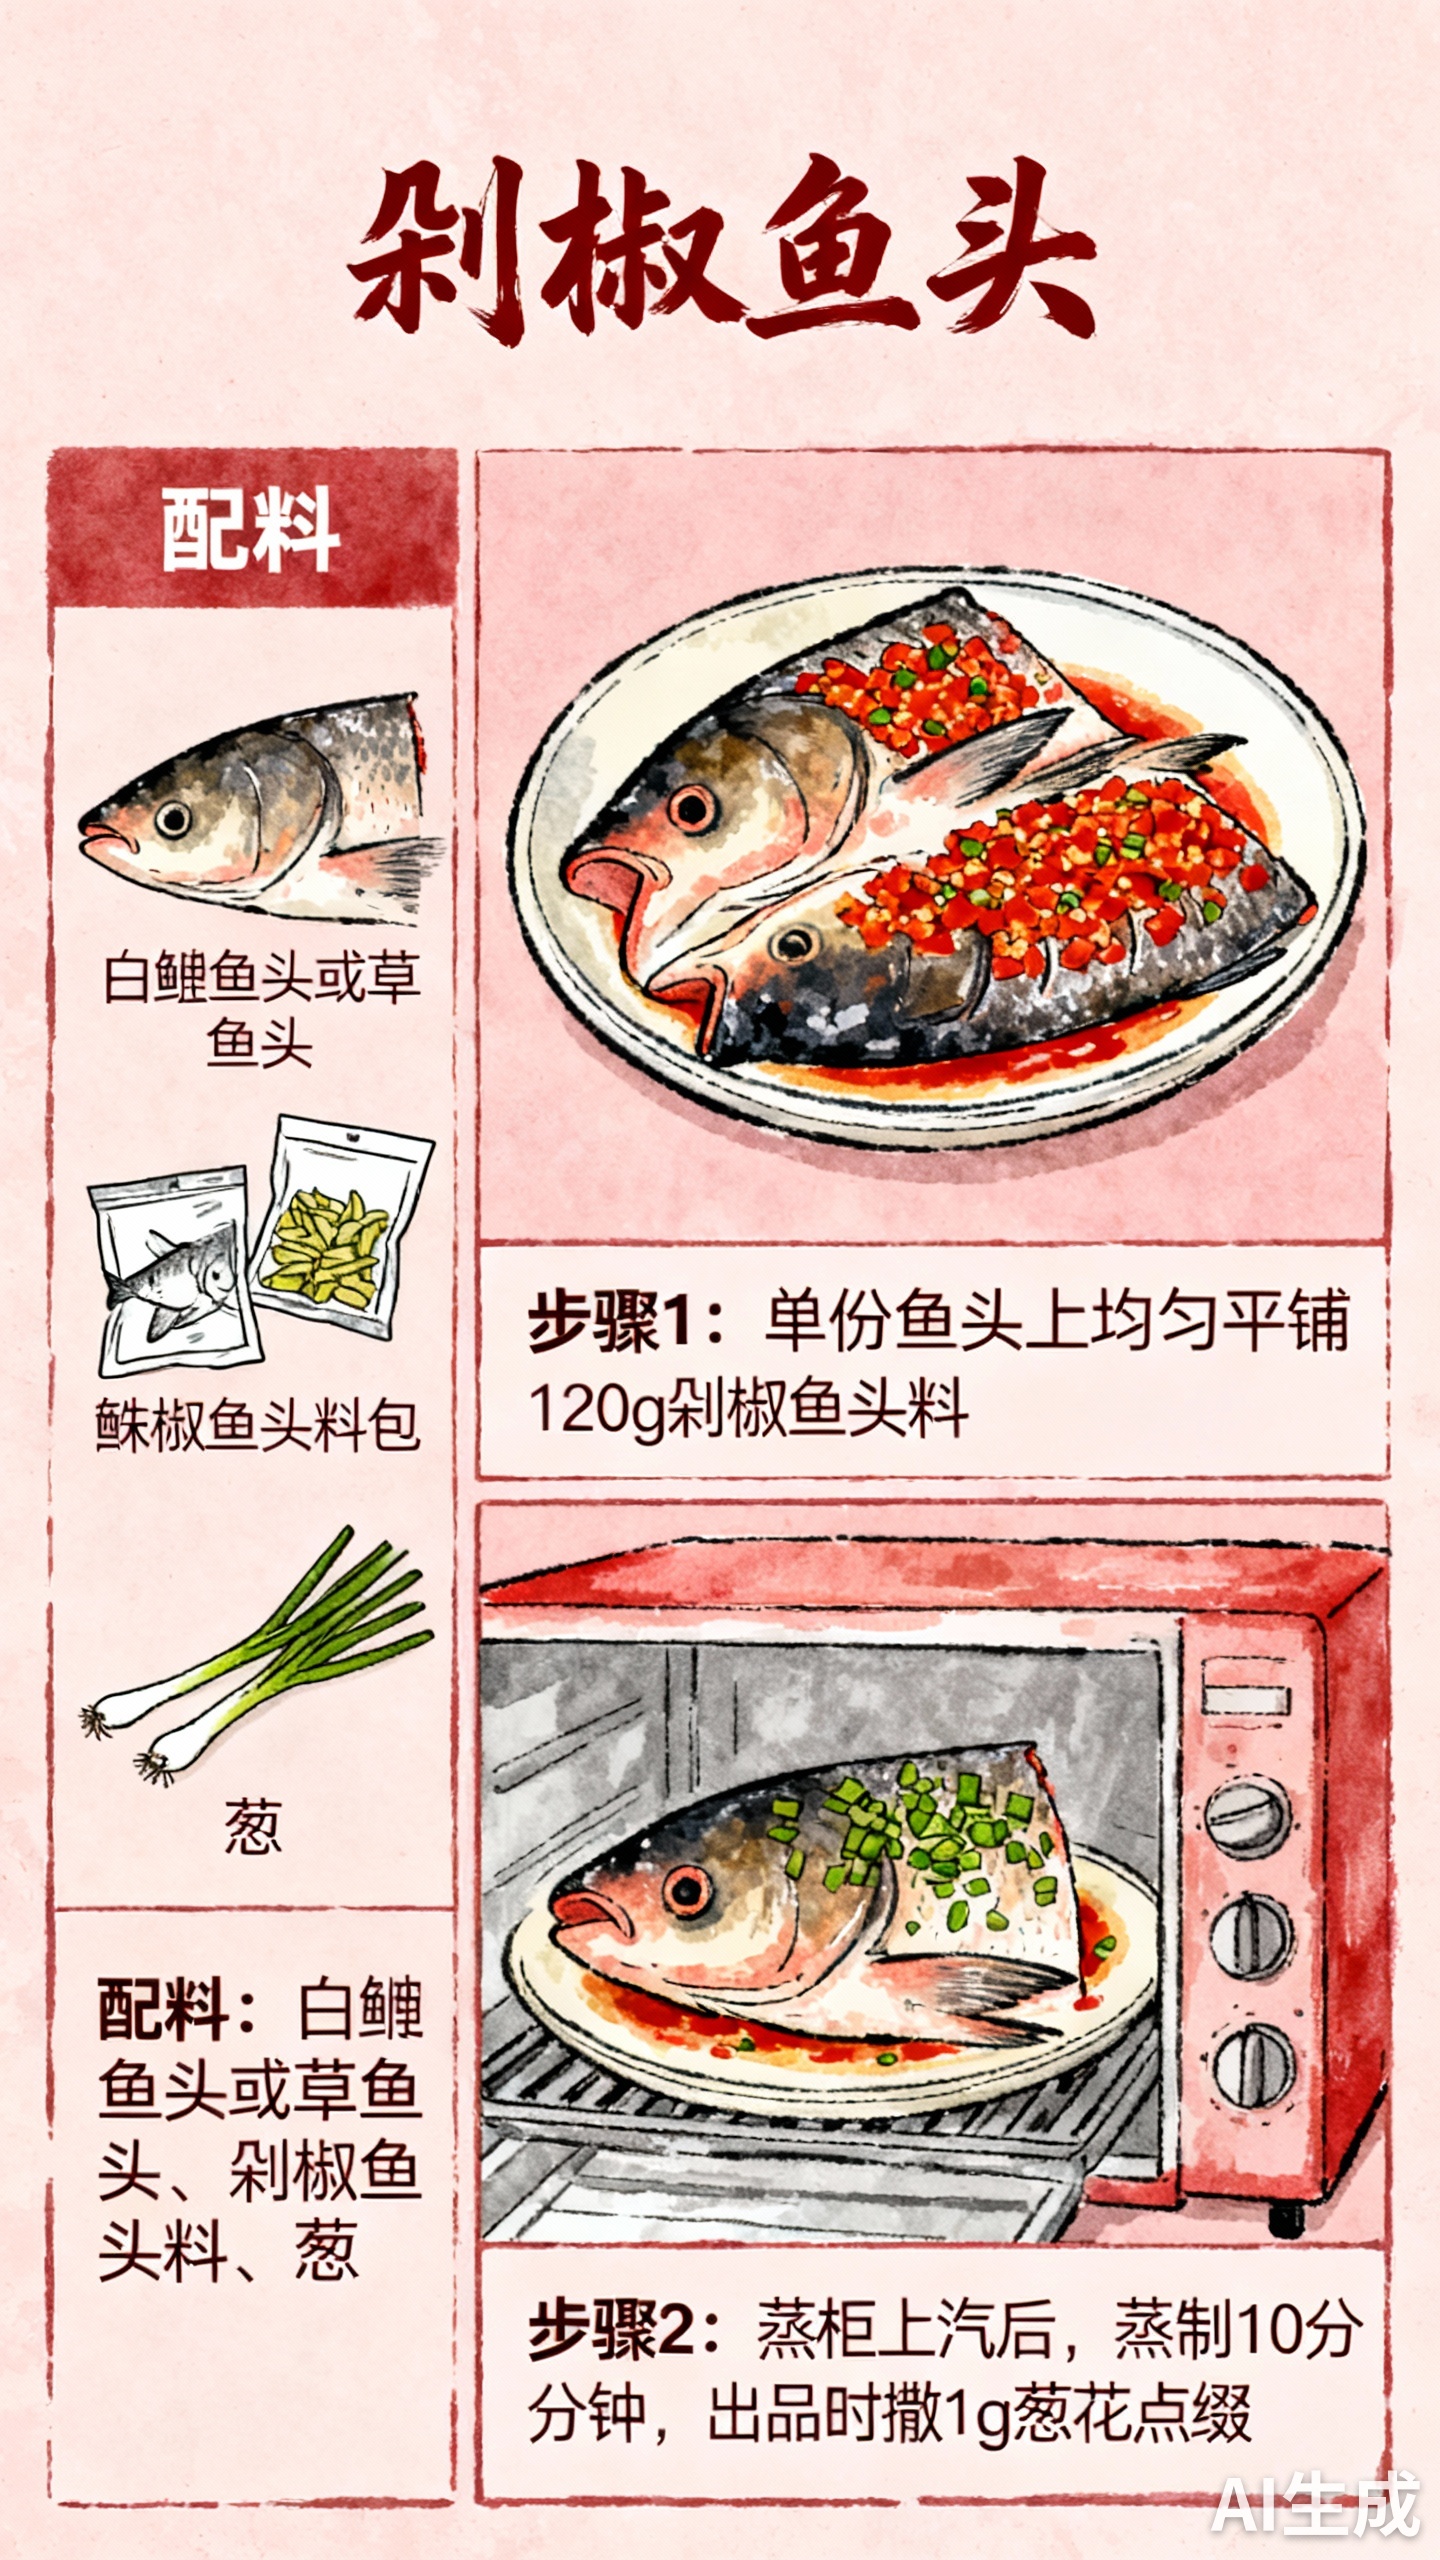 剁椒鱼头
配料
白鲢鱼头或草
鱼头
椒鱼头料包
葱
配料：白鲢
鱼头或草鱼
头、剁椒鱼
头料、葱
步骤1：单份鱼头上均匀平铺
120g剁椒鱼头料
步骤2：蒸柜上汽后，蒸制10分
分钟，出品时撒1g葱花点缀
AI生成